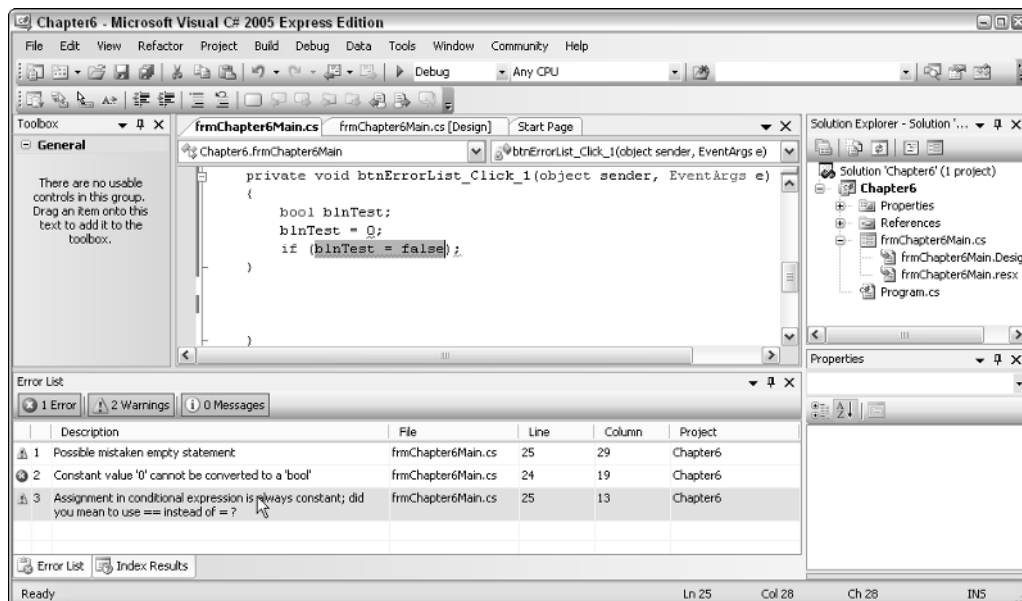 Chapter6 - Microsoft Visual C# 2005 Express Edition
File Edit View Refactor Project Build Debug Data Tools Window Community Help
Debug Any CPU
Toolbox
General
There are no usable
controls in this group.
Drag an item onto this
text to add it to the
toolbox.
frmChapter6Main.cs frmChapter6Main.cs [Design] Start Page
Chapter6.frmChapter6Main btnErrorList_Click_1(object sender, EventArgs e)
private void btnErrorList_Click_1(object sender, EventArgs e)
{
bool blnTest;
blnTest = 0;
if (blnTest = false);
}
}
Solution Explorer - Solution '...
Solution 'Chapter6' (1 project)
Chapter6
Properties
References
frmChapter6Main.cs
frmChapter6Main.Desig
frmChapter6Main.resx
Program.cs
Properties
Error List
1 Error 2 Warnings 0 Messages
Description File Line Column Project
1 Possible mistaken empty statement frmChapter6Main.cs 25 29 Chapter6
2 Constant value '0' cannot be converted to a 'bool' frmChapter6Main.cs 24 19 Chapter6
3 Assignment in conditional expression is always constant; did frmChapter6Main.cs 25 13 Chapter6
you mean to use == instead of = ?
Error List Index Results
Ready Ln 25 Col 28 Ch 28 INS